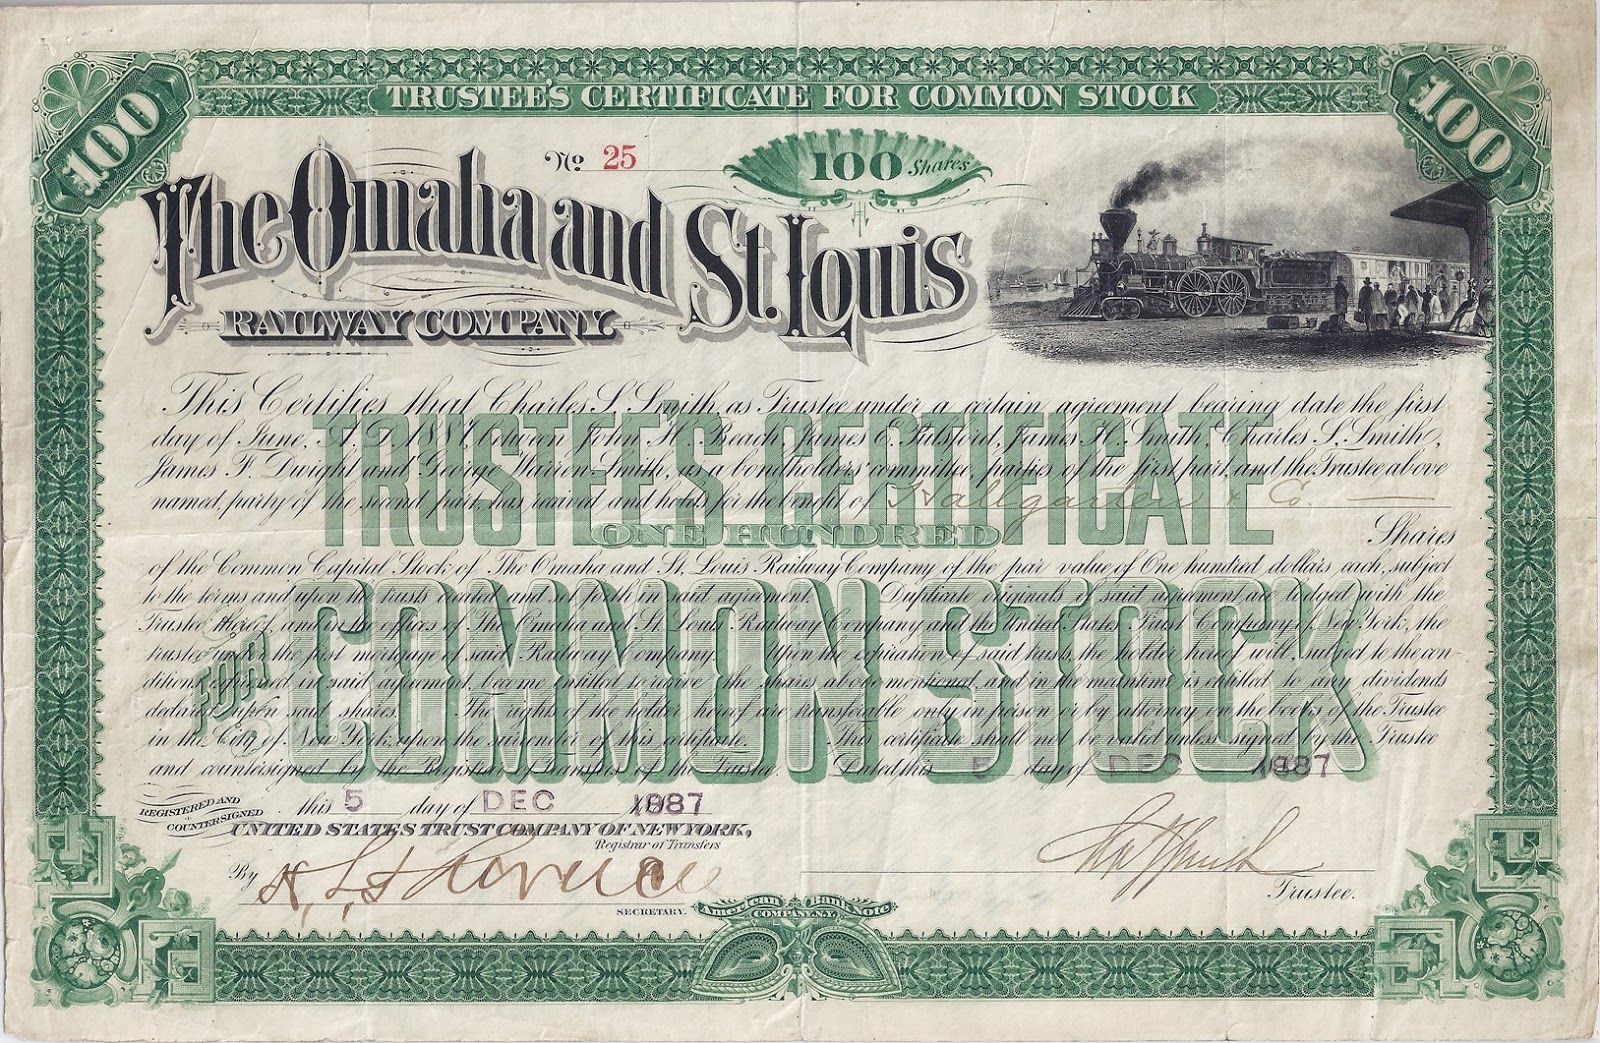 TRUSTEE'S CERTIFICATE FOR COMMON STOCK
100
100
No 25
100 Shares
The Omaha and St. Louis
RAILWAY COMPANY.
This Certifies that Charles S. Smith, as Trustee under a certain agreement bearing date the first
day of June, A.D. 1887, between John H. Beach, James C. Pulsford, James H. Smith, Charles S. Smith,
James F. Dwight and George Warren Smith, as a bondholders' committee, parties of the first part, and the Trustee above
named, party of the second part, has received and holds for the benefit of Hallgarten & Co.
TRUSTEE'S CERTIFICATE
ONE HUNDRED Shares
of the Common Capital Stock of The Omaha and St. Louis Railway Company of the par value of One hundred dollars each, subject
to the terms and upon the trusts created and set forth in said agreement. Duplicate originals of said agreement are lodged with the
Trustee hereof, and in the offices of The Omaha and St. Louis Railway Company and the United States Trust Company of New York, the
trustee under the first mortgage of said Railway Company. Upon the expiration of said trusts, the holder hereof will, subject to the con-
ditions expressed in said agreement, become entitled to receive the shares above mentioned, and in the meantime is entitled to any dividends
declared upon said shares. The rights of the holder hereof are transferable only in person or by attorney on the books of the Trustee
in the City of New York, upon the surrender of this certificate. This certificate shall not be valid unless signed by the Trustee
and countersigned by the Registrar of transfers of the Trustee. Dated this 5 day of DEC 1887
FOR COMMON STOCK
REGISTERED AND
COUNTERSIGNED
this 5 day of DEC 1887
UNITED STATES TRUST COMPANY OF NEW YORK,
Registrar of Transfers
By
SECRETARY.
Trustee.
American Bank Note
COMPANY, N.Y.